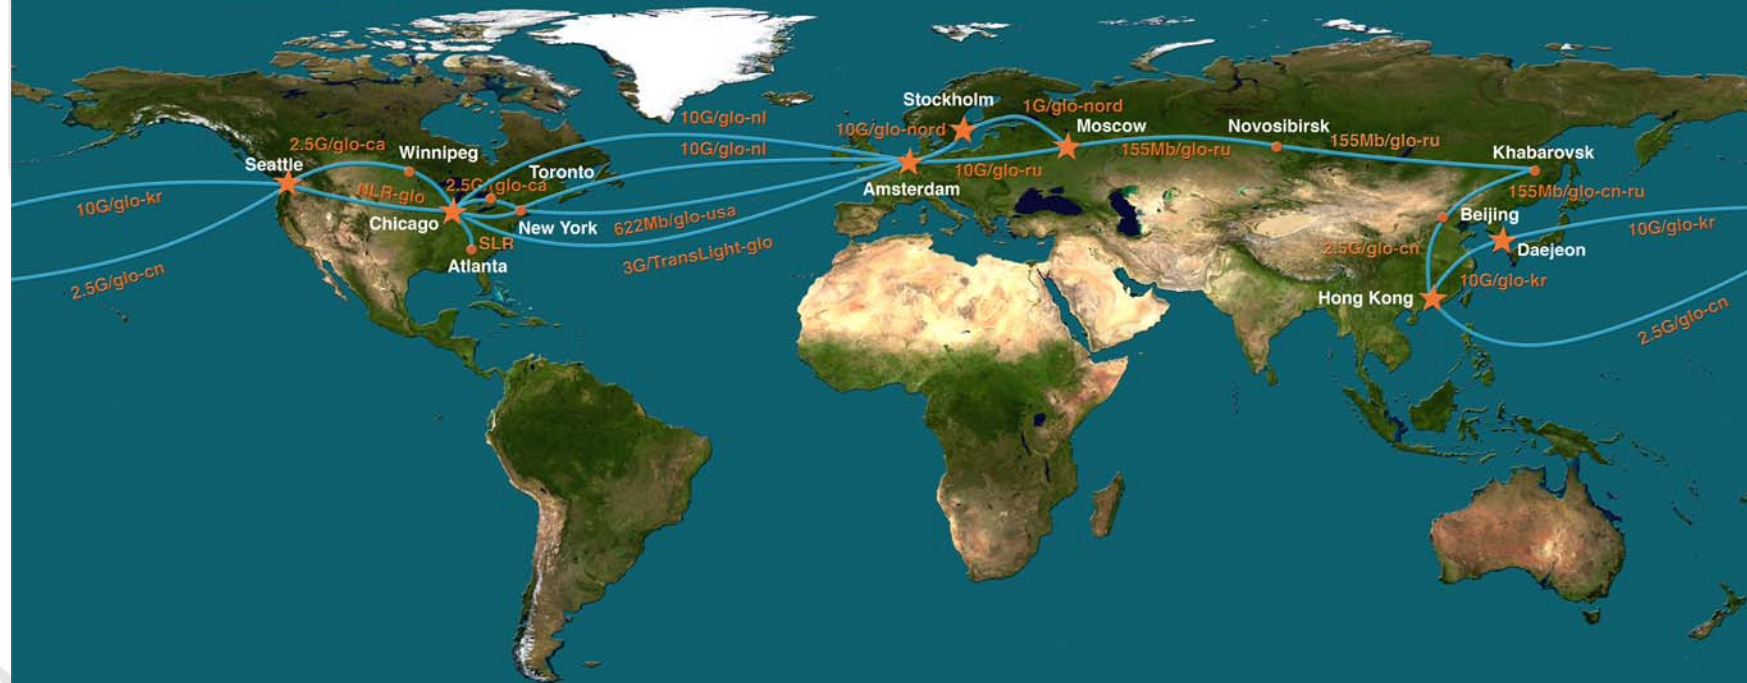 Stockholm
1G/glo-nord
10G/glo-nl
10G/glo-nord
Moscow
Novosibirsk
155Mb/glo-ru
2.5G/glo-ca
Winnipeg
10G/glo-nl
155Mb/glo-ru
Khabarovsk
Seattle
Toronto
10G/glo-ru
Amsterdam
2.5G/glo-ca
NLR-glo
155Mb/glo-cn-ru
10G/glo-kr
Chicago
New York
622Mb/glo-usa
Beijing
10G/glo-kr
SLR
2.5G/glo-cn
Daejeon
Atlanta
3G/TransLight-glo
2.5G/glo-cn
10G/glo-kr
Hong Kong
2.5G/glo-cn